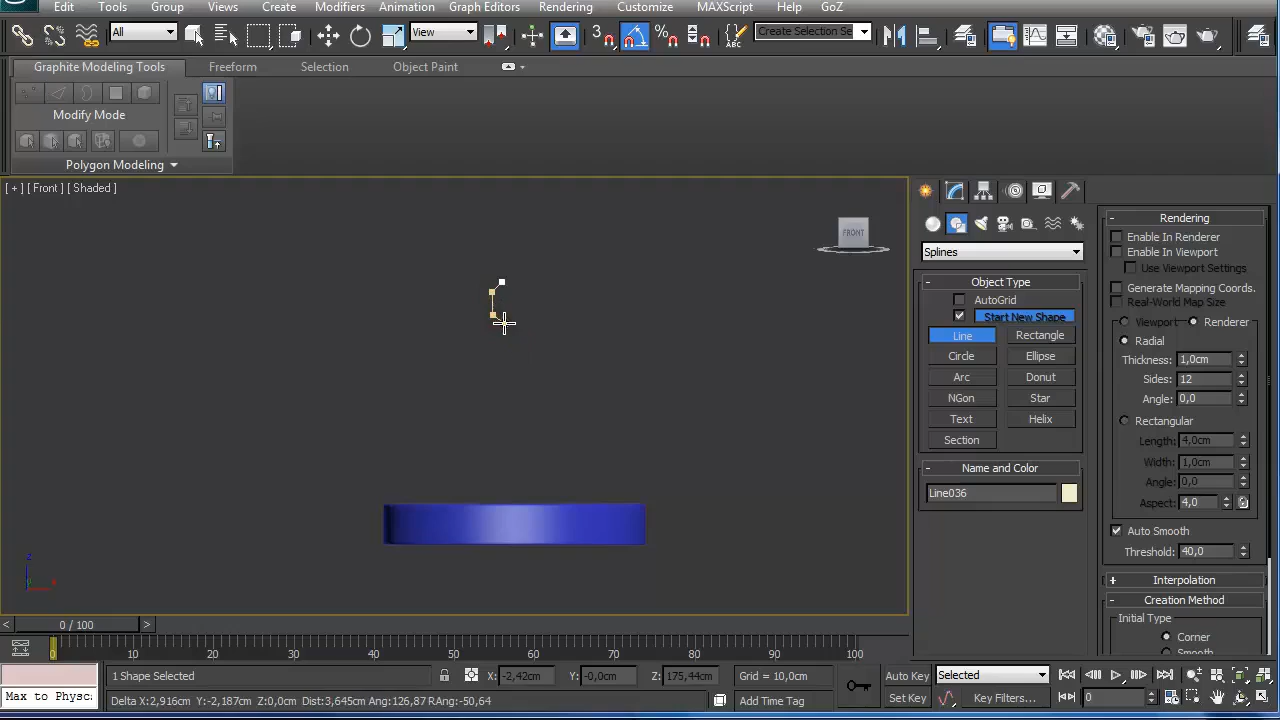 Edit Tools Group Views Create Modifiers Animation Graph Editors Rendering Customize MAXScript Help GoZ
All View 3 Create Selection Se
Graphite Modeling Tools Freeform Selection Object Paint
Modify Mode
Polygon Modeling
[ + ] [ Front ] [ Shaded ]
FRONT
z
x
Splines
- Object Type
AutoGrid
Start New Shape
Line Rectangle
Circle Ellipse
Arc Donut
NGon Star
Text Helix
Section
- Name and Color
Line036
- Rendering
Enable In Renderer
Enable In Viewport
Use Viewport Settings
Generate Mapping Coords.
Real-World Map Size
Viewport Renderer
Radial
Thickness: 1,0cm
Sides: 12
Angle: 0,0
Rectangular
Length: 4,0cm
Width: 1,0cm
Angle: 0,0
Aspect: 4,0
Auto Smooth
Threshold: 40,0
+ Interpolation
- Creation Method
Initial Type
Corner
Smooth
< 0 / 100 >
0 10 20 30 40 50 60 70 80 90 100
1 Shape Selected X: -2,42cm Y: -0,0cm Z: 175,44cm Grid = 10,0cm Auto Key Selected
Max to Physc: Delta X:2,916cm Y:-2,187cm Z:0,0cm Dist:3,645cm Ang:126,87 RAng:-50,64 Add Time Tag Set Key Key Filters... 0